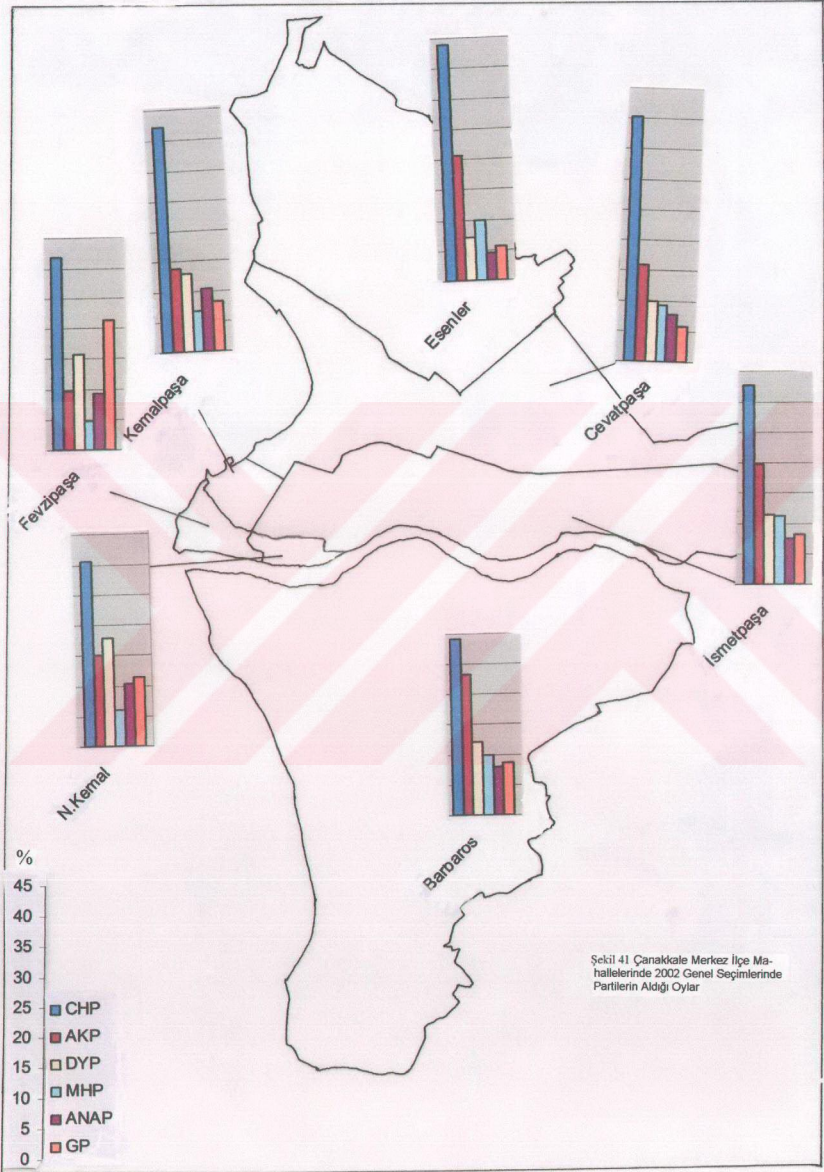 Esenler
Kemalpaşa
Cevatpaşa
Fevzipaşa
İsmetpaşa
N.Kemal
Barbaros
%
45
40
35
30
25
20
15
10
5
0
CHP
AKP
DYP
MHP
ANAP
GP
Şekil 41 Çanakkale Merkez İlçe Ma-
hallelerinde 2002 Genel Seçimlerinde
Partilerin Aldığı Oylar